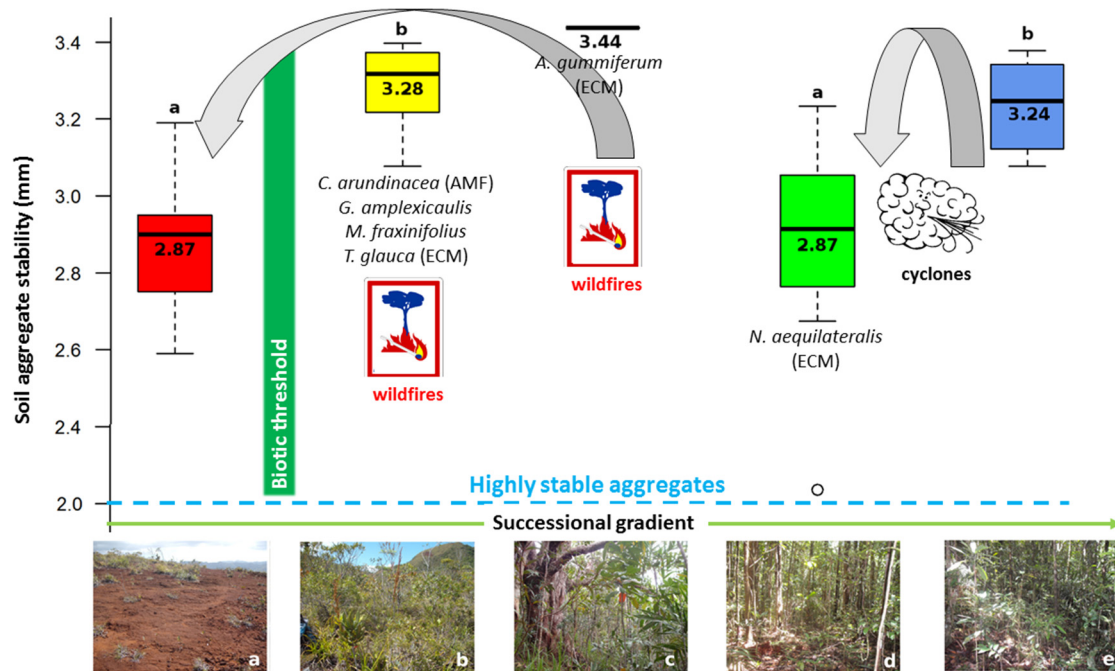 Soil aggregate stability (mm)
3.4
3.2
3.0
2.8
2.6
2.4
2.2
2.0
a
2.87
Biotic threshold
b
3.28
C. arundinacea (AMF)
G. amplexicaulis
M. fraxinifolius
T. glauca (ECM)
wildfires
3.44
A. gummiferum
(ECM)
wildfires
a
2.87
N. aequilateralis
(ECM)
cyclones
b
3.24
Highly stable aggregates
Successional gradient
a
b
c
d
e